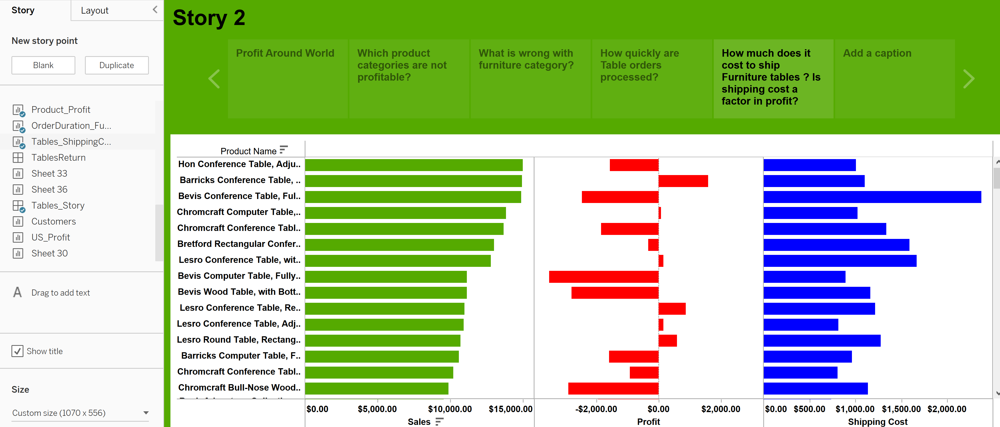 Story
Layout
New story point
Blank
Duplicate
Product_Profit
OrderDuration_Fu...
Tables_ShippingC...
TablesReturn
Sheet 33
Sheet 36
Tables_Story
Customers
US_Profit
Sheet 30
A Drag to add text
Show title
Size
Custom size (1070 x 556)
Story 2
Profit Around World
Which product
categories are not
profitable?
What is wrong with
furniture category?
How quickly are
Table orders
processed?
How much does it
cost to ship
Furniture tables ? Is
shipping cost a
factor in profit?
Add a caption
Product Name
Hon Conference Table, Adju..
Barricks Conference Table, ..
Bevis Conference Table, Ful..
Chromcraft Computer Table,..
Chromcraft Conference Tabl..
Bretford Rectangular Confer..
Lesro Conference Table, wit..
Bevis Computer Table, Fully..
Bevis Wood Table, with Bott..
Lesro Conference Table, Re..
Lesro Conference Table, Adj..
Lesro Round Table, Rectang..
Barricks Computer Table, F..
Chromcraft Conference Tabl..
Chromcraft Bull-Nose Wood..
$0.00 $5,000.00 $10,000.00 $15,000.00
Sales
-$2,000.00 $0.00 $2,000.00
Profit
$0.00 $500.00 $1,000.00 $1,500.00 $2,000.00
Shipping Cost